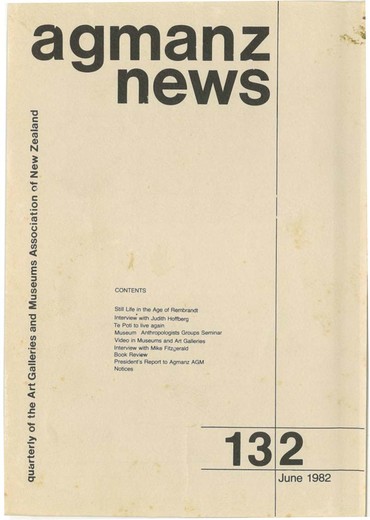 agmanz
news
quarterly of the Art Galleries and Museums Association of New Zealand
CONTENTS
Still Life in the Age of Rembrandt
Interview with Judith Hoffberg
Te Poti to live again
Museum Anthropologists Groups Seminar
Video in Museums and Art Galleries
Interview with Mike Fitzgerald
Book Review
President's Report to Agmanz AGM
Notices
132
June 1982